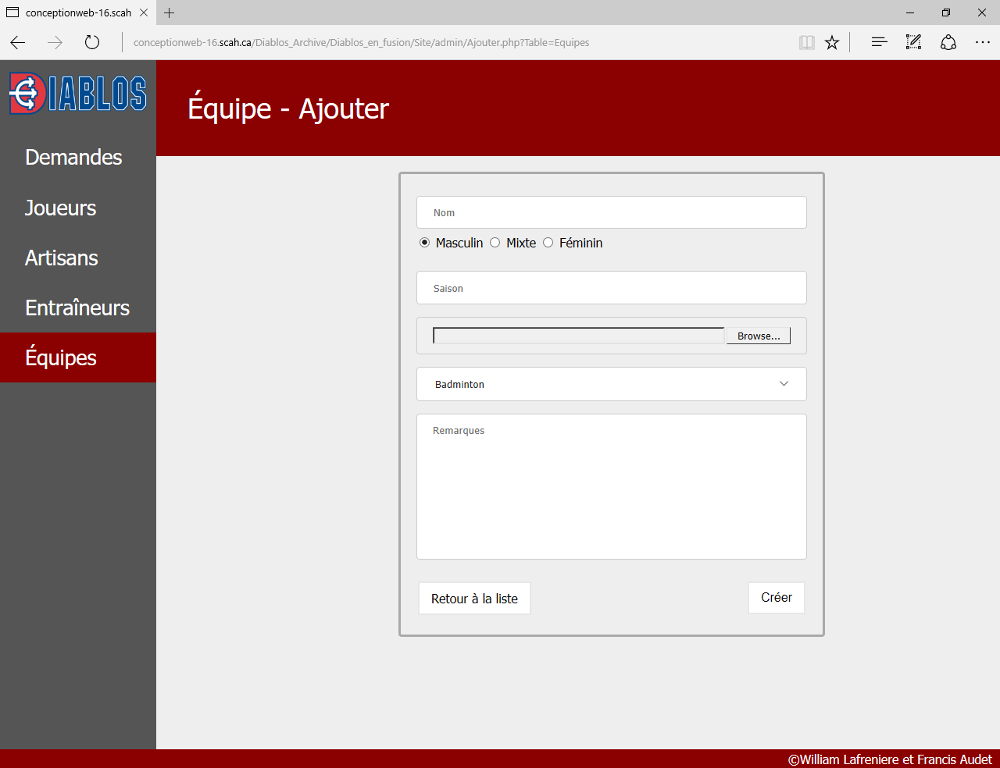 conceptionweb-16.scah
conceptionweb-16.scah.ca/Diablos_Archive/Diablos_en_fusion/Site/admin/Ajouter.php?Table=Equipes
DIABLOS
Équipe - Ajouter
Demandes
Joueurs
Artisans
Entraîneurs
Équipes
Nom
Masculin Mixte Féminin
Saison
Browse...
Badminton
Remarques
Retour à la liste
Créer
©William Lafreniere et Francis Audet